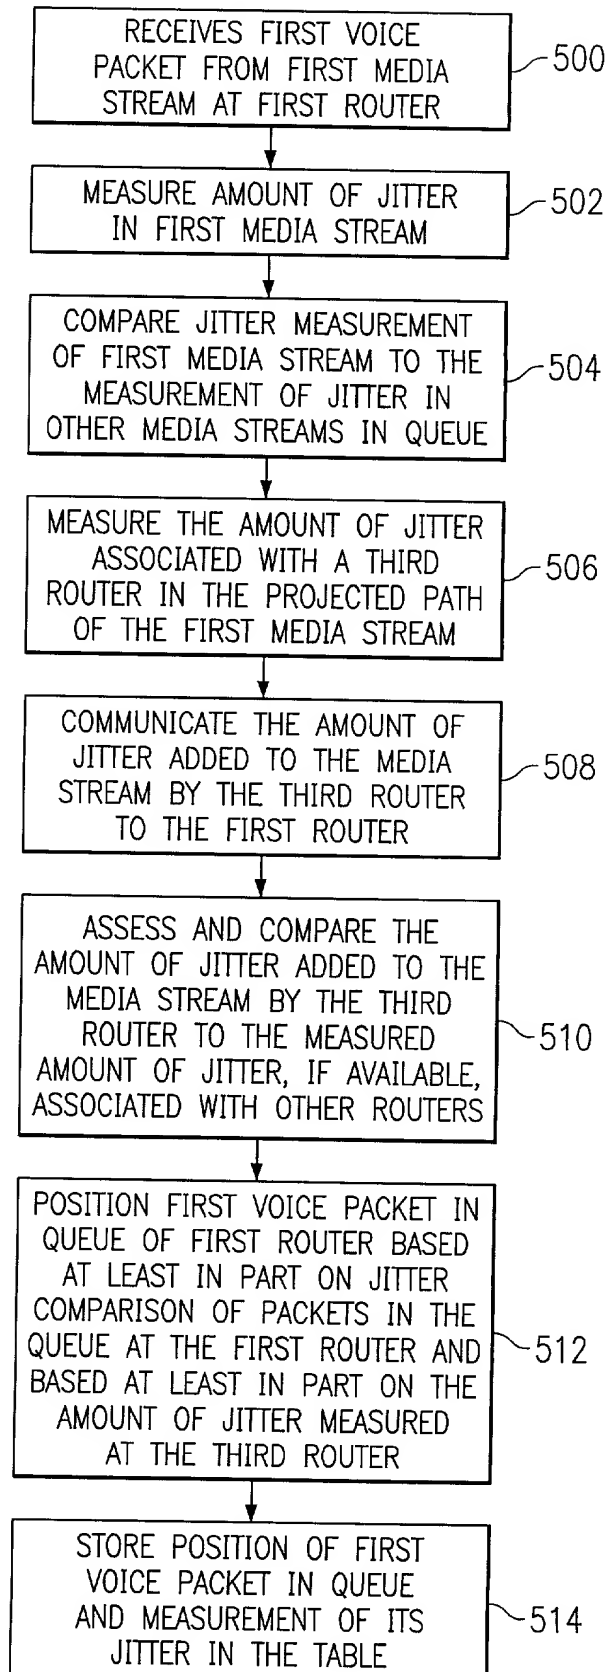 RECEIVES FIRST VOICE
PACKET FROM FIRST MEDIA
STREAM AT FIRST ROUTER
500
MEASURE AMOUNT OF JITTER
IN FIRST MEDIA STREAM
502
COMPARE JITTER MEASUREMENT
OF FIRST MEDIA STREAM TO THE
MEASUREMENT OF JITTER IN
OTHER MEDIA STREAMS IN QUEUE
504
MEASURE THE AMOUNT OF JITTER
ASSOCIATED WITH A THIRD
ROUTER IN THE PROJECTED PATH
OF THE FIRST MEDIA STREAM
506
COMMUNICATE THE AMOUNT OF
JITTER ADDED TO THE MEDIA
STREAM BY THE THIRD ROUTER
TO THE FIRST ROUTER
508
ASSESS AND COMPARE THE
AMOUNT OF JITTER ADDED TO THE
MEDIA STREAM BY THE THIRD
ROUTER TO THE MEASURED
AMOUNT OF JITTER, IF AVAILABLE,
ASSOCIATED WITH OTHER ROUTERS
510
POSITION FIRST VOICE PACKET IN
QUEUE OF FIRST ROUTER BASED
AT LEAST IN PART ON JITTER
COMPARISON OF PACKETS IN THE
QUEUE AT THE FIRST ROUTER AND
BASED AT LEAST IN PART ON THE
AMOUNT OF JITTER MEASURED
AT THE THIRD ROUTER
512
STORE POSITION OF FIRST
VOICE PACKET IN QUEUE
AND MEASUREMENT OF ITS
JITTER IN THE TABLE
514